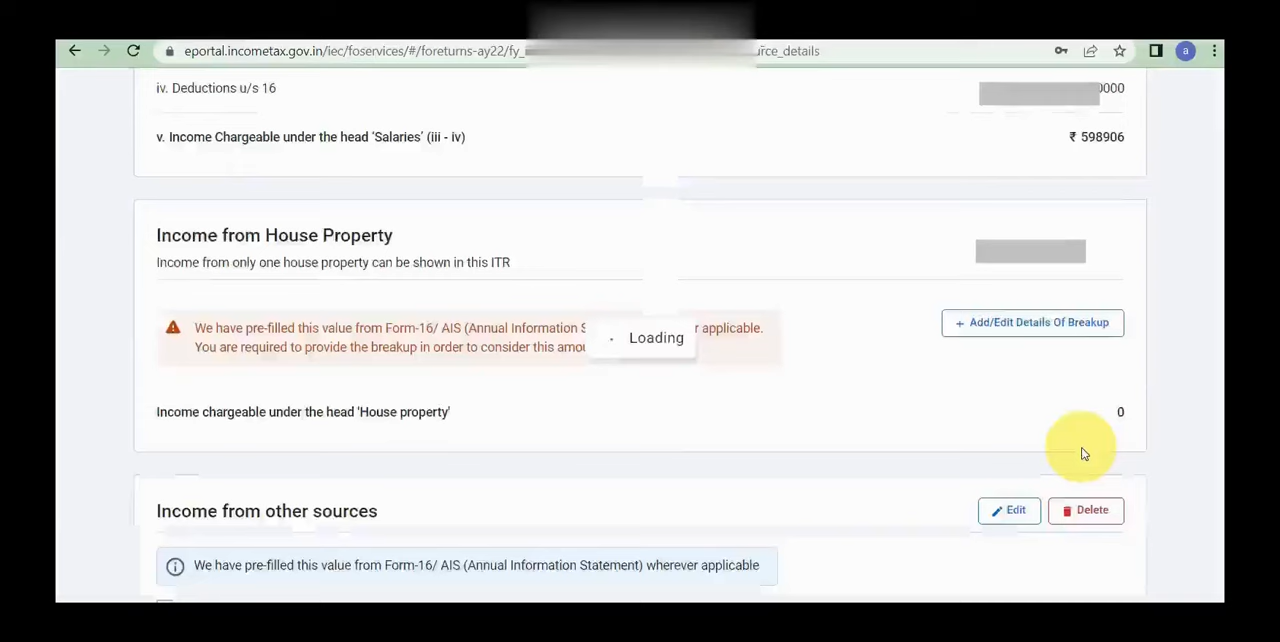 eportal.incometax.gov.in/iec/foservices/#/foreturns-ay22/fy_ rce_details
a
iv. Deductions u/s 16 0000
v. Income Chargeable under the head 'Salaries' (iii - iv) ₹ 598906
Income from House Property
Income from only one house property can be shown in this ITR
We have pre-filled this value from Form-16/ AIS (Annual Information S r applicable.
You are required to provide the breakup in order to consider this amou
+ Add/Edit Details Of Breakup
Loading
Income chargeable under the head 'House property' 0
Income from other sources
Edit
Delete
We have pre-filled this value from Form-16/ AIS (Annual Information Statement) wherever applicable